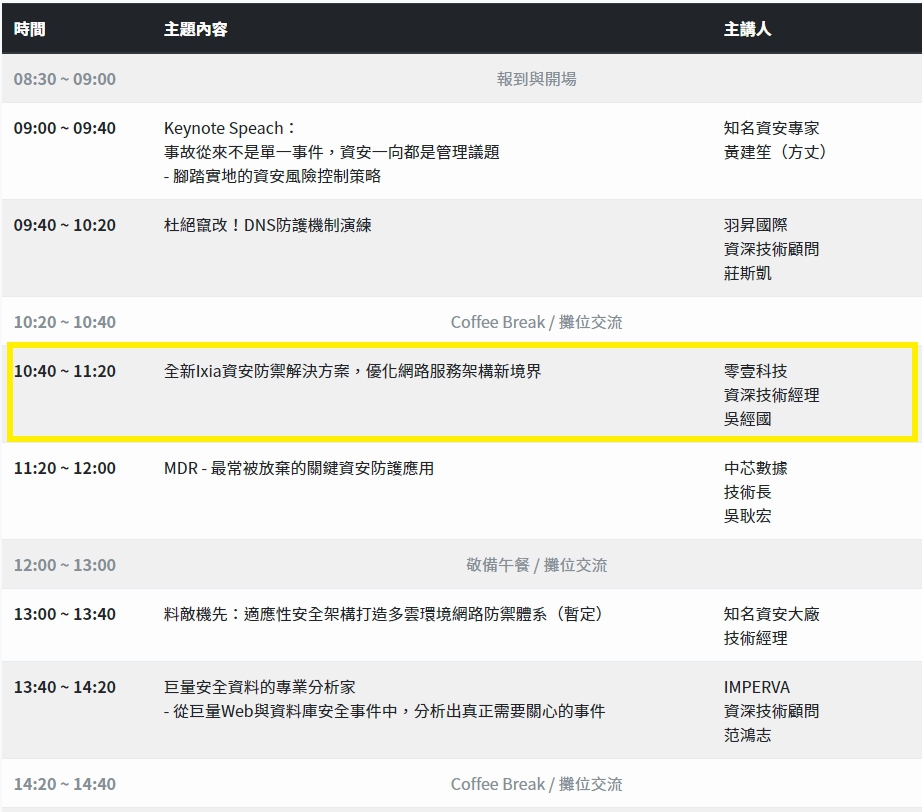 時間 主題內容 主講人
08:30 ~ 09:00 報到與開場
09:00 ~ 09:40 Keynote Speach： 知名資安專家
事故從來不是單一事件，資安一向都是管理議題 黃建笙（方丈）
- 腳踏實地的資安風險控制策略
09:40 ~ 10:20 杜絕竄改！DNS防護機制演練 羽昇國際
資深技術顧問
莊斯凱
10:20 ~ 10:40 Coffee Break / 攤位交流
10:40 ~ 11:20 全新Ixia資安防禦解決方案，優化網路服務架構新境界 零壹科技
資深技術經理
吳經國
11:20 ~ 12:00 MDR - 最常被放棄的關鍵資安防護應用 中芯數據
技術長
吳耿宏
12:00 ~ 13:00 敬備午餐 / 攤位交流
13:00 ~ 13:40 料敵機先：適應性安全架構打造多雲環境網路防禦體系（暫定） 知名資安大廠
技術經理
13:40 ~ 14:20 巨量安全資料的專業分析家 IMPERVA
- 從巨量Web與資料庫安全事件中，分析出真正需要關心的事件 資深技術顧問
范鴻志
14:20 ~ 14:40 Coffee Break / 攤位交流